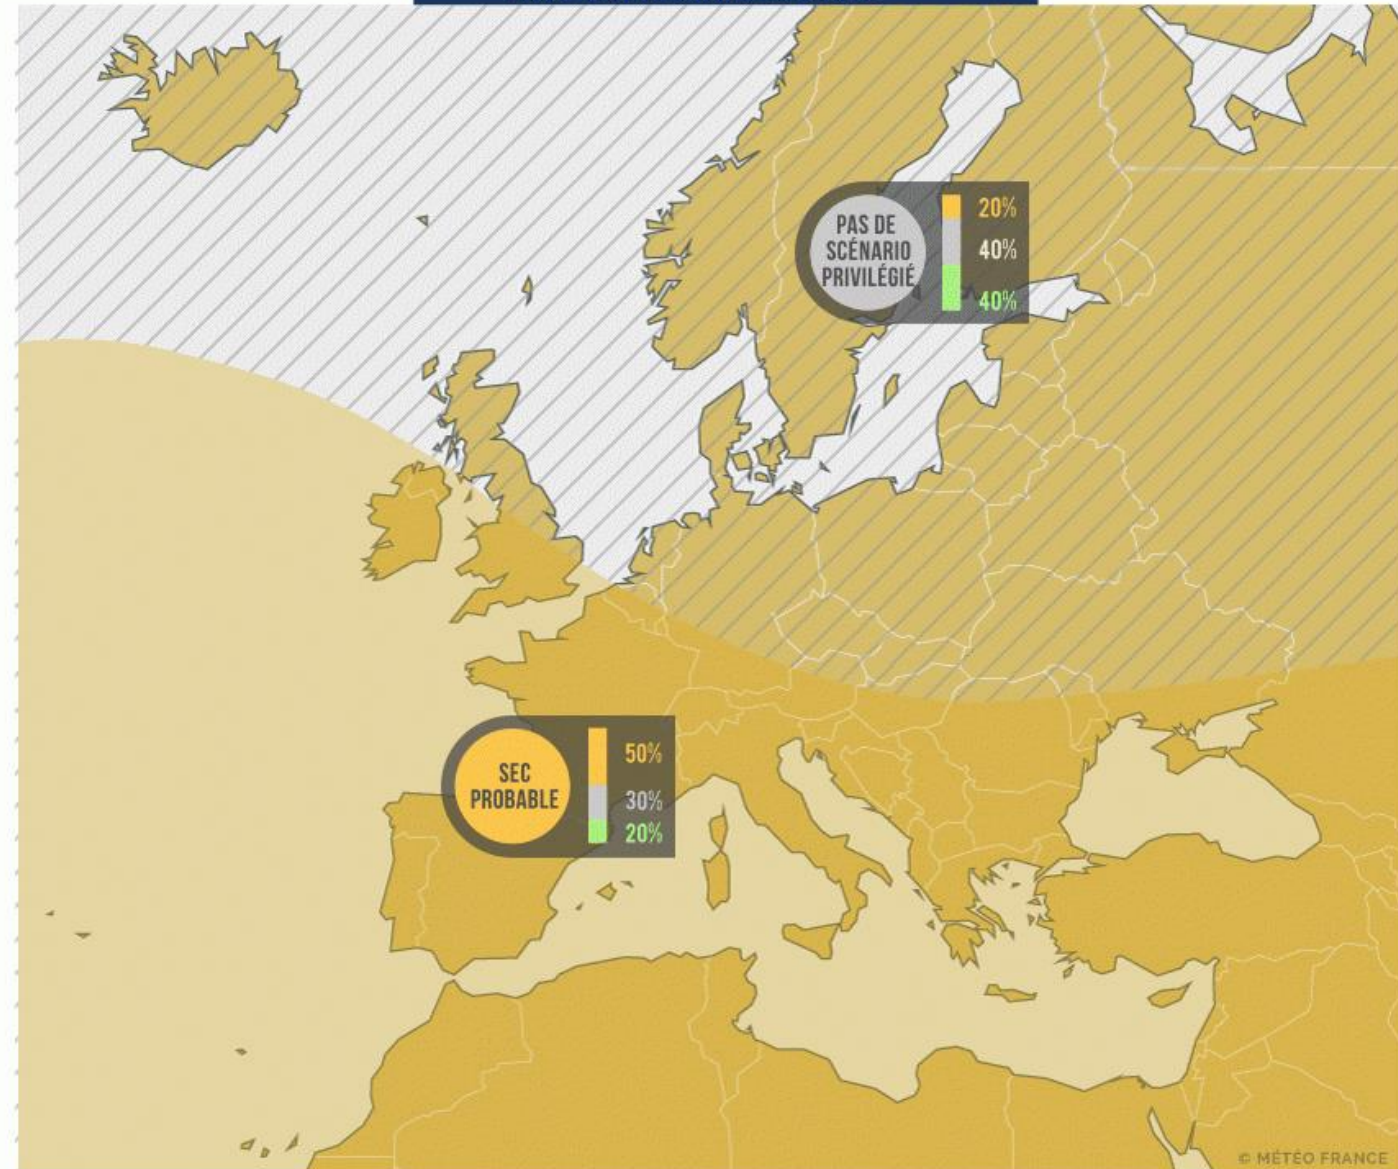 PAS DE
SCÉNARIO
PRIVILÉGIÉ
20%
40%
40%
SEC
PROBABLE
50%
30%
20%
© MÉTÉO FRANCE